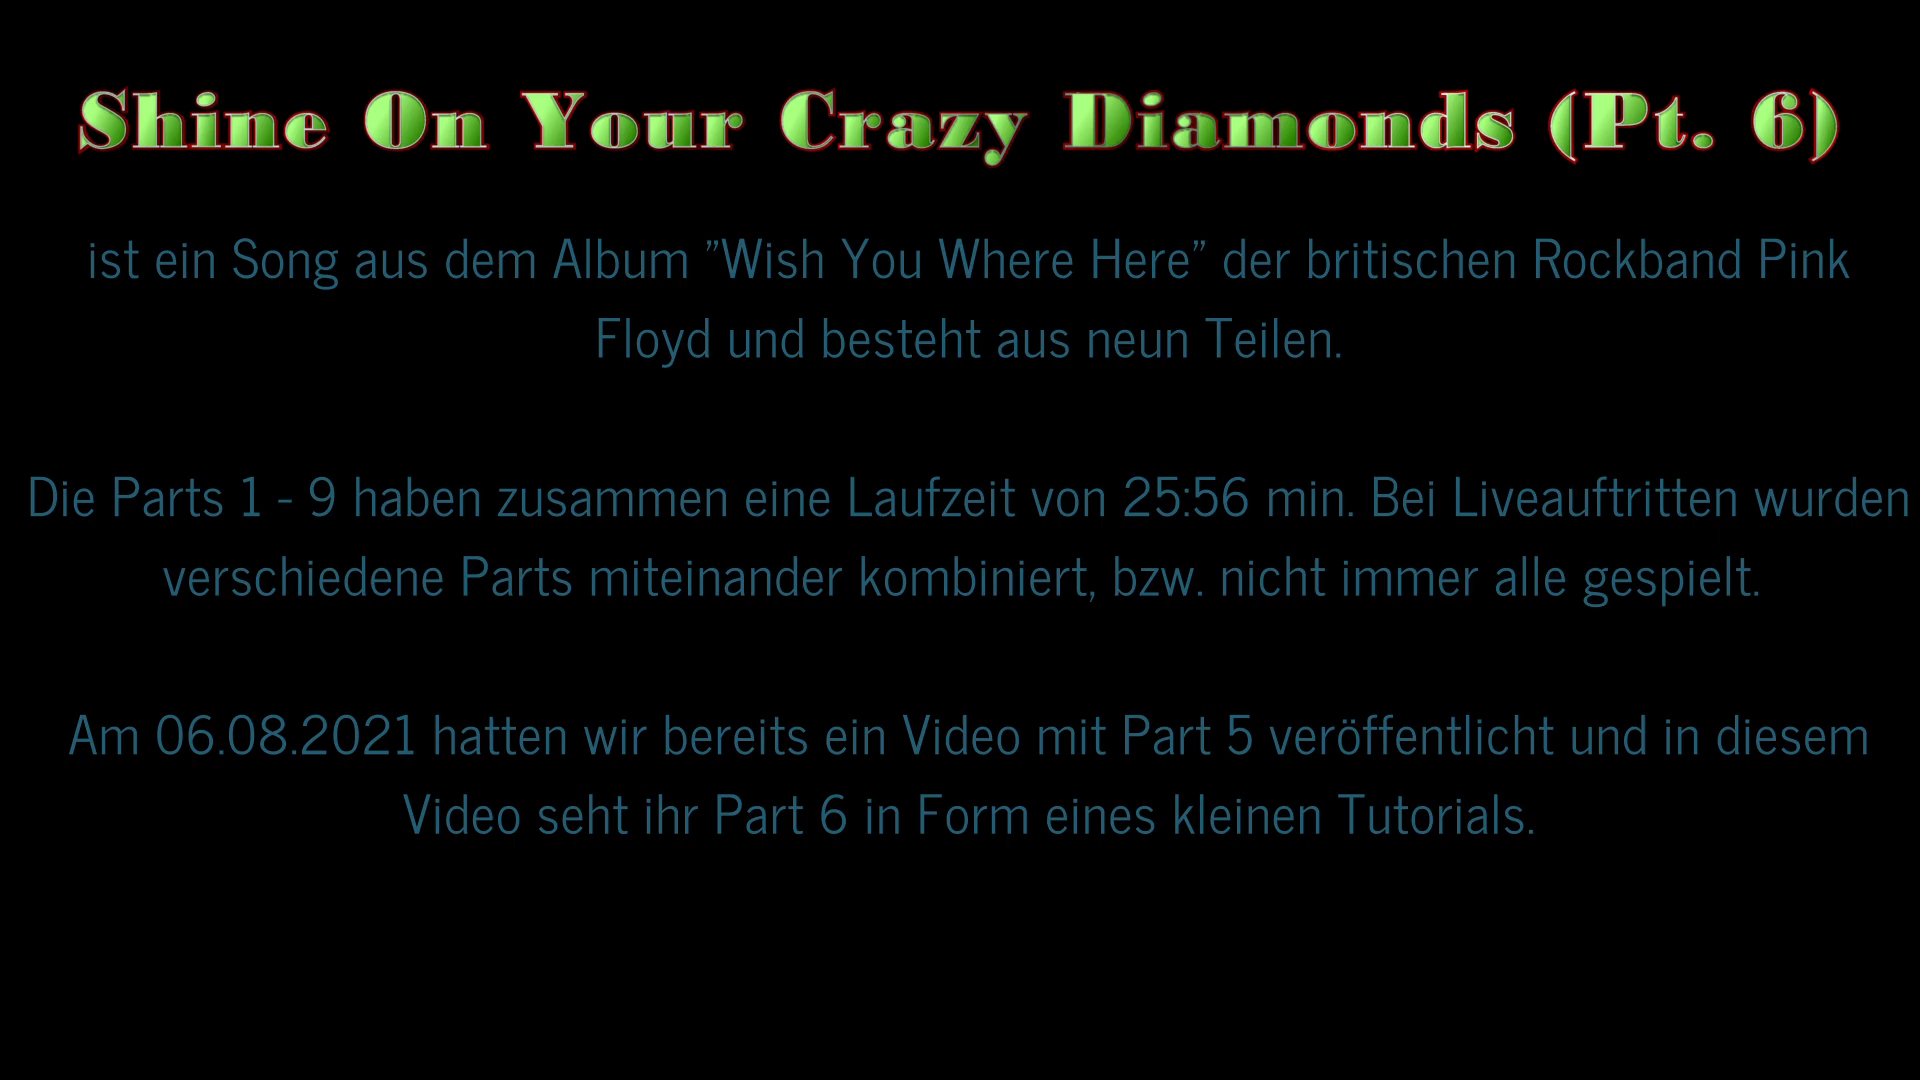 Shine On Your Crazy Diamonds (Pt. 6)
ist ein Song aus dem Album "Wish You Where Here" der britischen Rockband Pink
Floyd und besteht aus neun Teilen.
Die Parts 1 - 9 haben zusammen eine Laufzeit von 25:56 min. Bei Liveauftritten wurden
verschiedene Parts miteinander kombiniert, bzw. nicht immer alle gespielt.
Am 06.08.2021 hatten wir bereits ein Video mit Part 5 veröffentlicht und in diesem
Video seht ihr Part 6 in Form eines kleinen Tutorials.